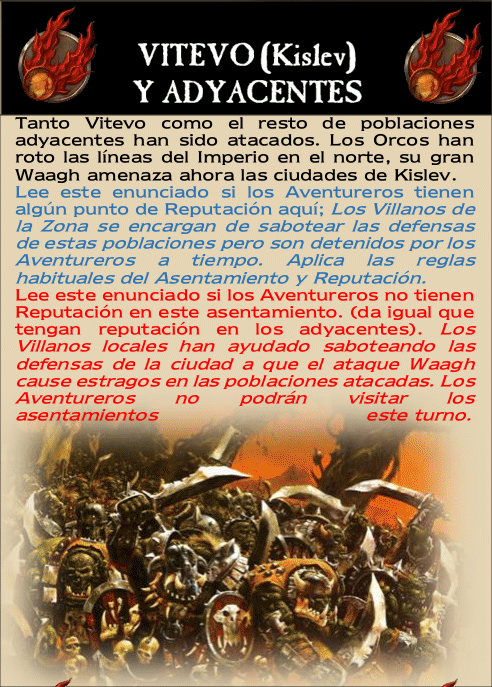 VITEVO (Kislev)
Y ADYACENTES
Tanto Vitevo como el resto de poblaciones
adyacentes han sido atacados. Los Orcos han
roto las líneas del Imperio en el norte, su gran
Waagh amenaza ahora las ciudades de Kislev.
Lee este enunciado si los Aventureros tienen
algún punto de Reputación aquí; Los Villanos de
la Zona se encargan de sabotear las defensas
de estas poblaciones pero son detenidos por los
Aventureros a tiempo. Aplica las reglas
habituales del Asentamiento y Reputación.
Lee este enunciado si los Aventureros no tienen
Reputación en este asentamiento. (da igual que
tengan reputación en los adyacentes). Los
Villanos locales han ayudado saboteando las
defensas de la ciudad a que el ataque Waagh
cause estragos en las poblaciones atacadas. Los
Aventureros no podrán visitar los
asentamientos este turno.